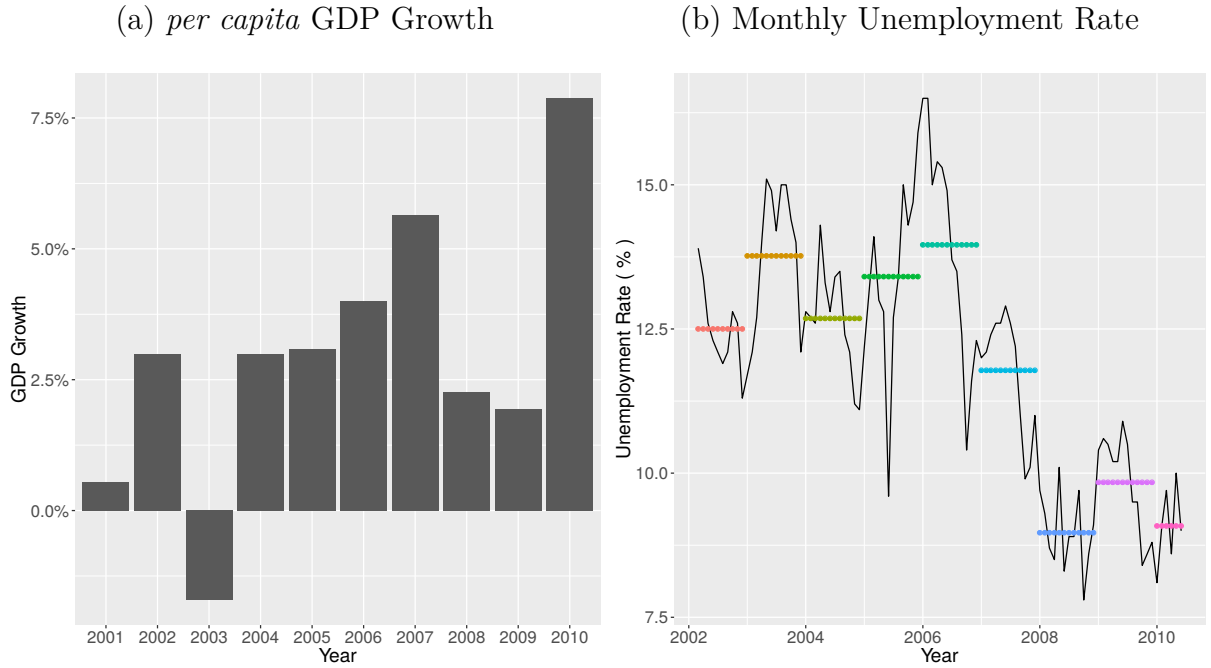 (a) per capita GDP Growth
7.5%
5.0%
2.5%
0.0%
GDP Growth
2001 2002 2003 2004 2005 2006 2007 2008 2009 2010
Year
(b) Monthly Unemployment Rate
15.0
12.5
10.0
7.5
Unemployment Rate ( % )
2002 2004 2006 2008 2010
Year